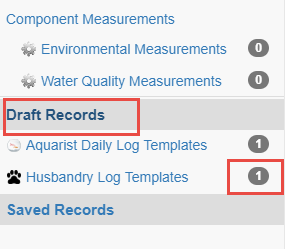 Component Measurements
Environmental Measurements 0
Water Quality Measurements 0
Draft Records
Aquarist Daily Log Templates 1
Husbandry Log Templates 1
Saved Records